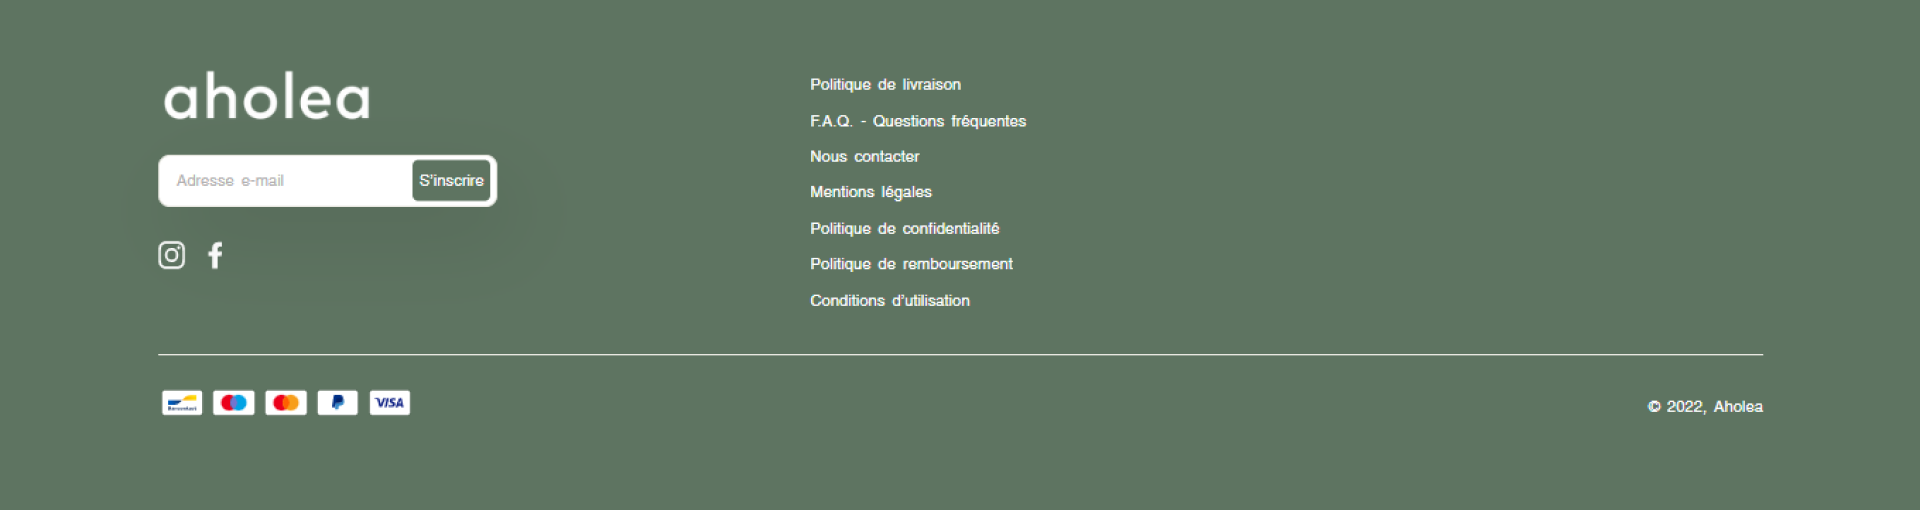 aholea
Adresse e-mail
S'inscrire
Politique de livraison
F.A.Q. - Questions fréquentes
Nous contacter
Mentions légales
Politique de confidentialité
Politique de remboursement
Conditions d'utilisation
Bancontact
VISA
© 2022, Aholea